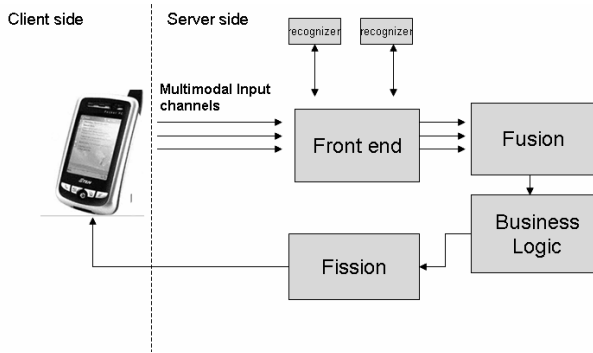 Client side
Server side
recognizer
recognizer
Multimodal Input
channels
Front end
Fusion
Business
Logic
Fission